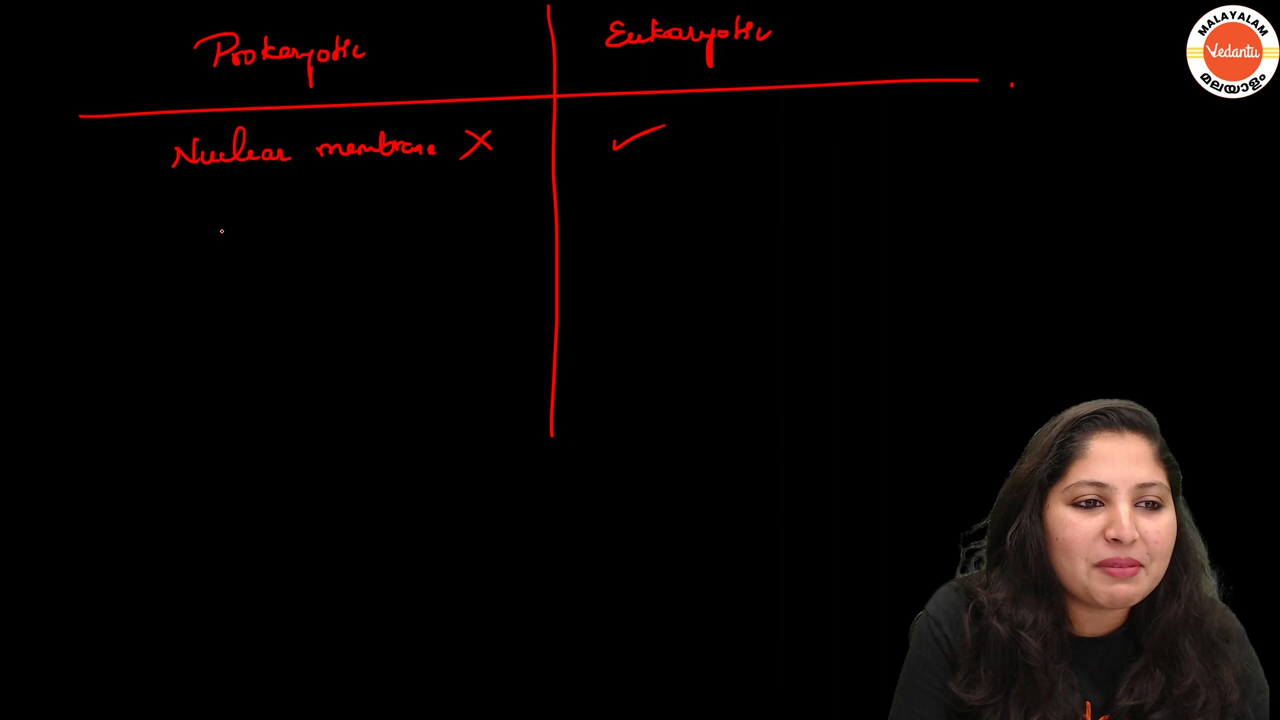 Prokaryotic
Eukaryotic
Nuclear membrane X ✓
MALAYALAM
Vedantu
മലയാളം